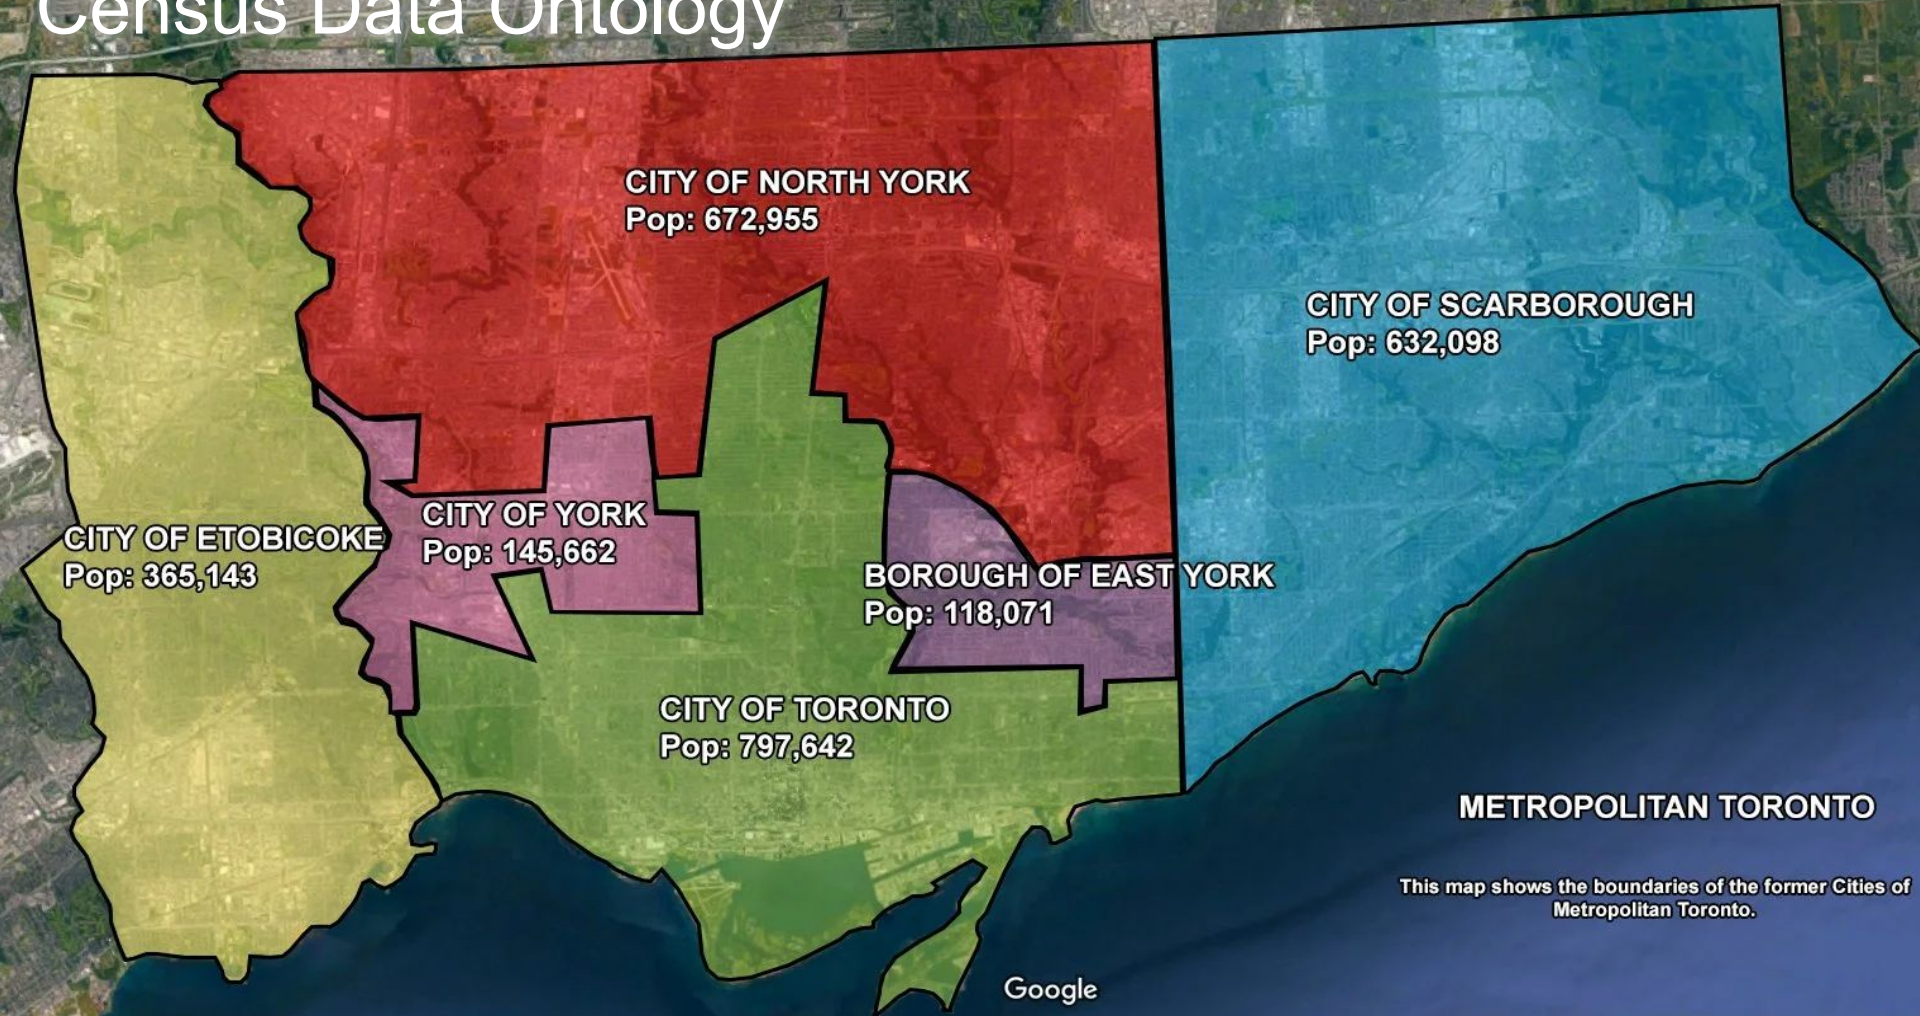 Census Data Ontology
CITY OF NORTH YORK
Pop: 672,955
CITY OF SCARBOROUGH
Pop: 632,098
CITY OF YORK
Pop: 145,662
CITY OF ETOBICOKE
Pop: 365,143
BOROUGH OF EAST YORK
Pop: 118,071
CITY OF TORONTO
Pop: 797,642
METROPOLITAN TORONTO
This map shows the boundaries of the former Cities of
Metropolitan Toronto.
Google